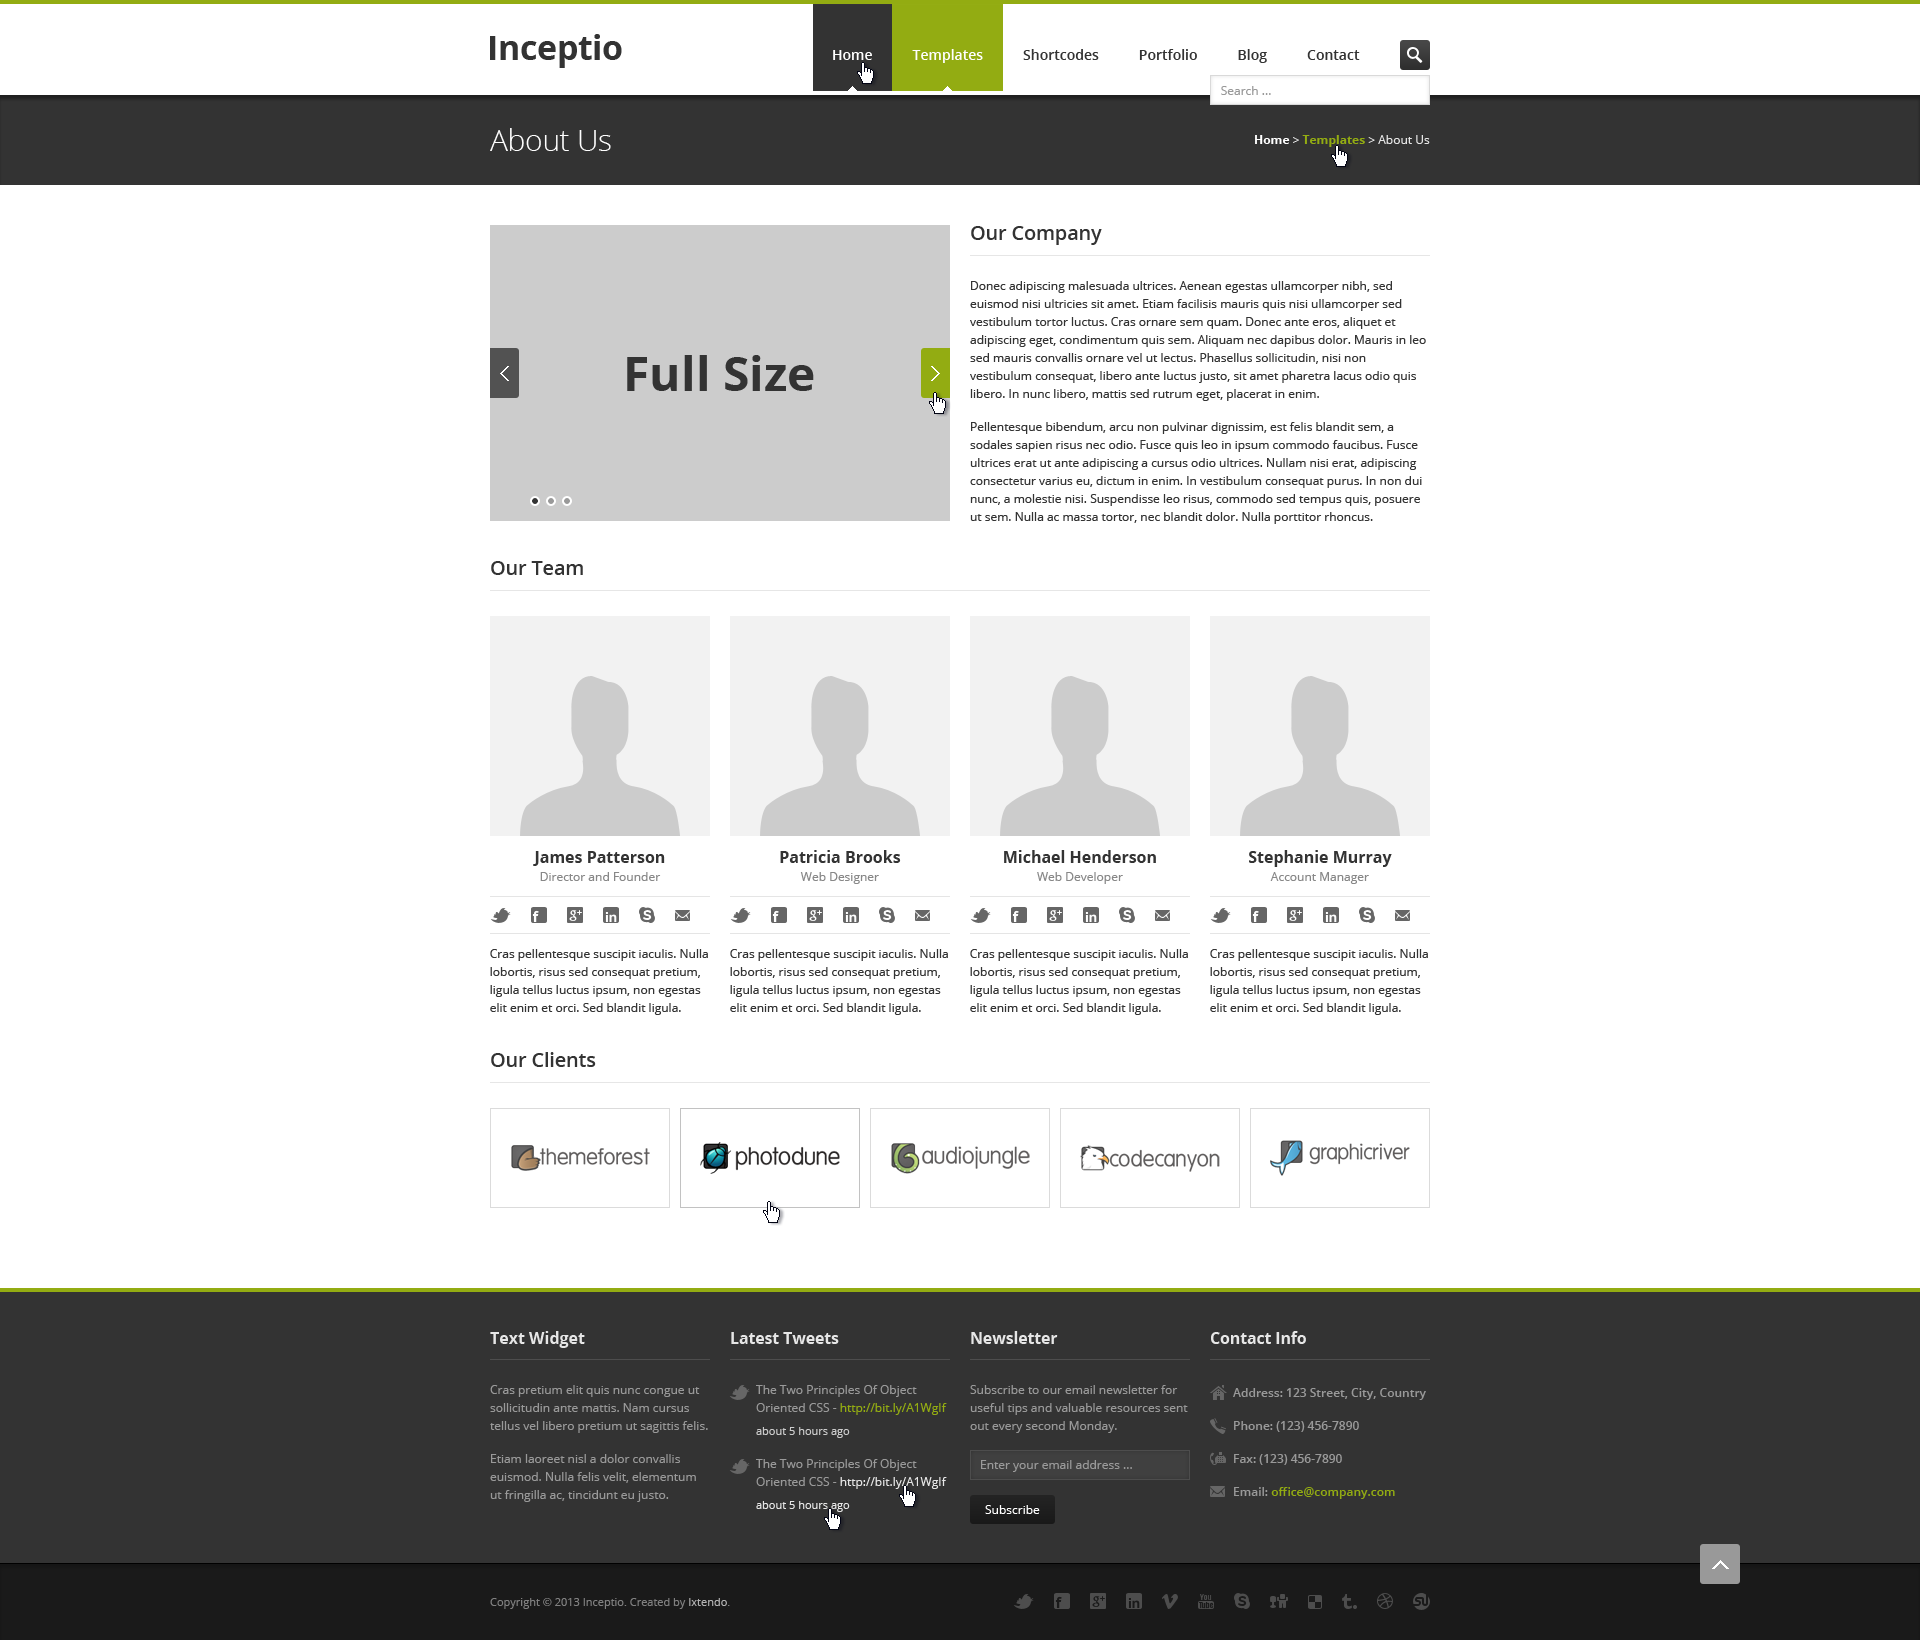 Inceptio
Home
Templates
Shortcodes
Portfolio
Blog
Contact
Search ...
About Us
Home > Templates > About Us
Full Size
Our Company
Donec adipiscing malesuada ultrices. Aenean egestas ullamcorper nibh, sed
euismod nisi ultricies sit amet. Etiam facilisis mauris quis nisi ullamcorper sed
vestibulum tortor luctus. Cras ornare sem quam. Donec ante eros, aliquet et
adipiscing eget, condimentum quis sem. Aliquam nec dapibus dolor. Mauris in leo
sed mauris convallis ornare vel ut lectus. Phasellus sollicitudin, nisi non
vestibulum consequat, libero ante luctus justo, sit amet pharetra lacus odio quis
libero. In nunc libero, mattis sed rutrum eget, placerat in enim.
Pellentesque bibendum, arcu non pulvinar dignissim, est felis blandit sem, a
sodales sapien risus nec odio. Fusce quis leo in ipsum commodo faucibus. Fusce
ultrices erat ut ante adipiscing a cursus odio ultrices. Nullam nisi erat, adipiscing
consectetur varius eu, dictum in enim. In vestibulum consequat purus. In non dui
nunc, a molestie nisi. Suspendisse leo risus, commodo sed tempus quis, posuere
ut sem. Nulla ac massa tortor, nec blandit dolor. Nulla porttitor rhoncus.
Our Team
James Patterson
Director and Founder
Cras pellentesque suscipit iaculis. Nulla
lobortis, risus sed consequat pretium,
ligula tellus luctus ipsum, non egestas
elit enim et orci. Sed blandit ligula.
Patricia Brooks
Web Designer
Cras pellentesque suscipit iaculis. Nulla
lobortis, risus sed consequat pretium,
ligula tellus luctus ipsum, non egestas
elit enim et orci. Sed blandit ligula.
Michael Henderson
Web Developer
Cras pellentesque suscipit iaculis. Nulla
lobortis, risus sed consequat pretium,
ligula tellus luctus ipsum, non egestas
elit enim et orci. Sed blandit ligula.
Stephanie Murray
Account Manager
Cras pellentesque suscipit iaculis. Nulla
lobortis, risus sed consequat pretium,
ligula tellus luctus ipsum, non egestas
elit enim et orci. Sed blandit ligula.
Our Clients
themeforest
photodune
audiojungle
codecanyon
graphicriver
Text Widget
Cras pretium elit quis nunc congue ut
sollicitudin ante mattis. Nam cursus
tellus vel libero pretium ut sagittis felis.
Etiam laoreet nisl a dolor convallis
euismod. Nulla felis velit, elementum
ut fringilla ac, tincidunt eu justo.
Latest Tweets
The Two Principles Of Object
Oriented CSS - http://bit.ly/A1Wglf
about 5 hours ago
The Two Principles Of Object
Oriented CSS - http://bit.ly/A1Wglf
about 5 hours ago
Newsletter
Subscribe to our email newsletter for
useful tips and valuable resources sent
out every second Monday.
Enter your email address ...
Subscribe
Contact Info
Address: 123 Street, City, Country
Phone: (123) 456-7890
Fax: (123) 456-7890
Email: office@company.com
Copyright © 2013 Inceptio. Created by Ixtendo.